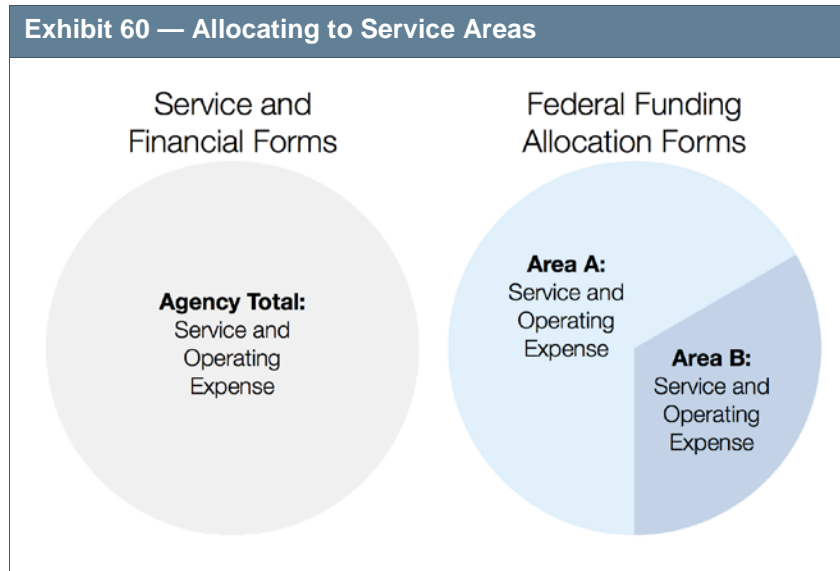 Exhibit 60 — Allocating to Service Areas
Service and
Financial Forms
Agency Total:
Service and
Operating
Expense
Federal Funding
Allocation Forms
Area A:
Service and
Operating
Expense
Area B:
Service and
Operating
Expense